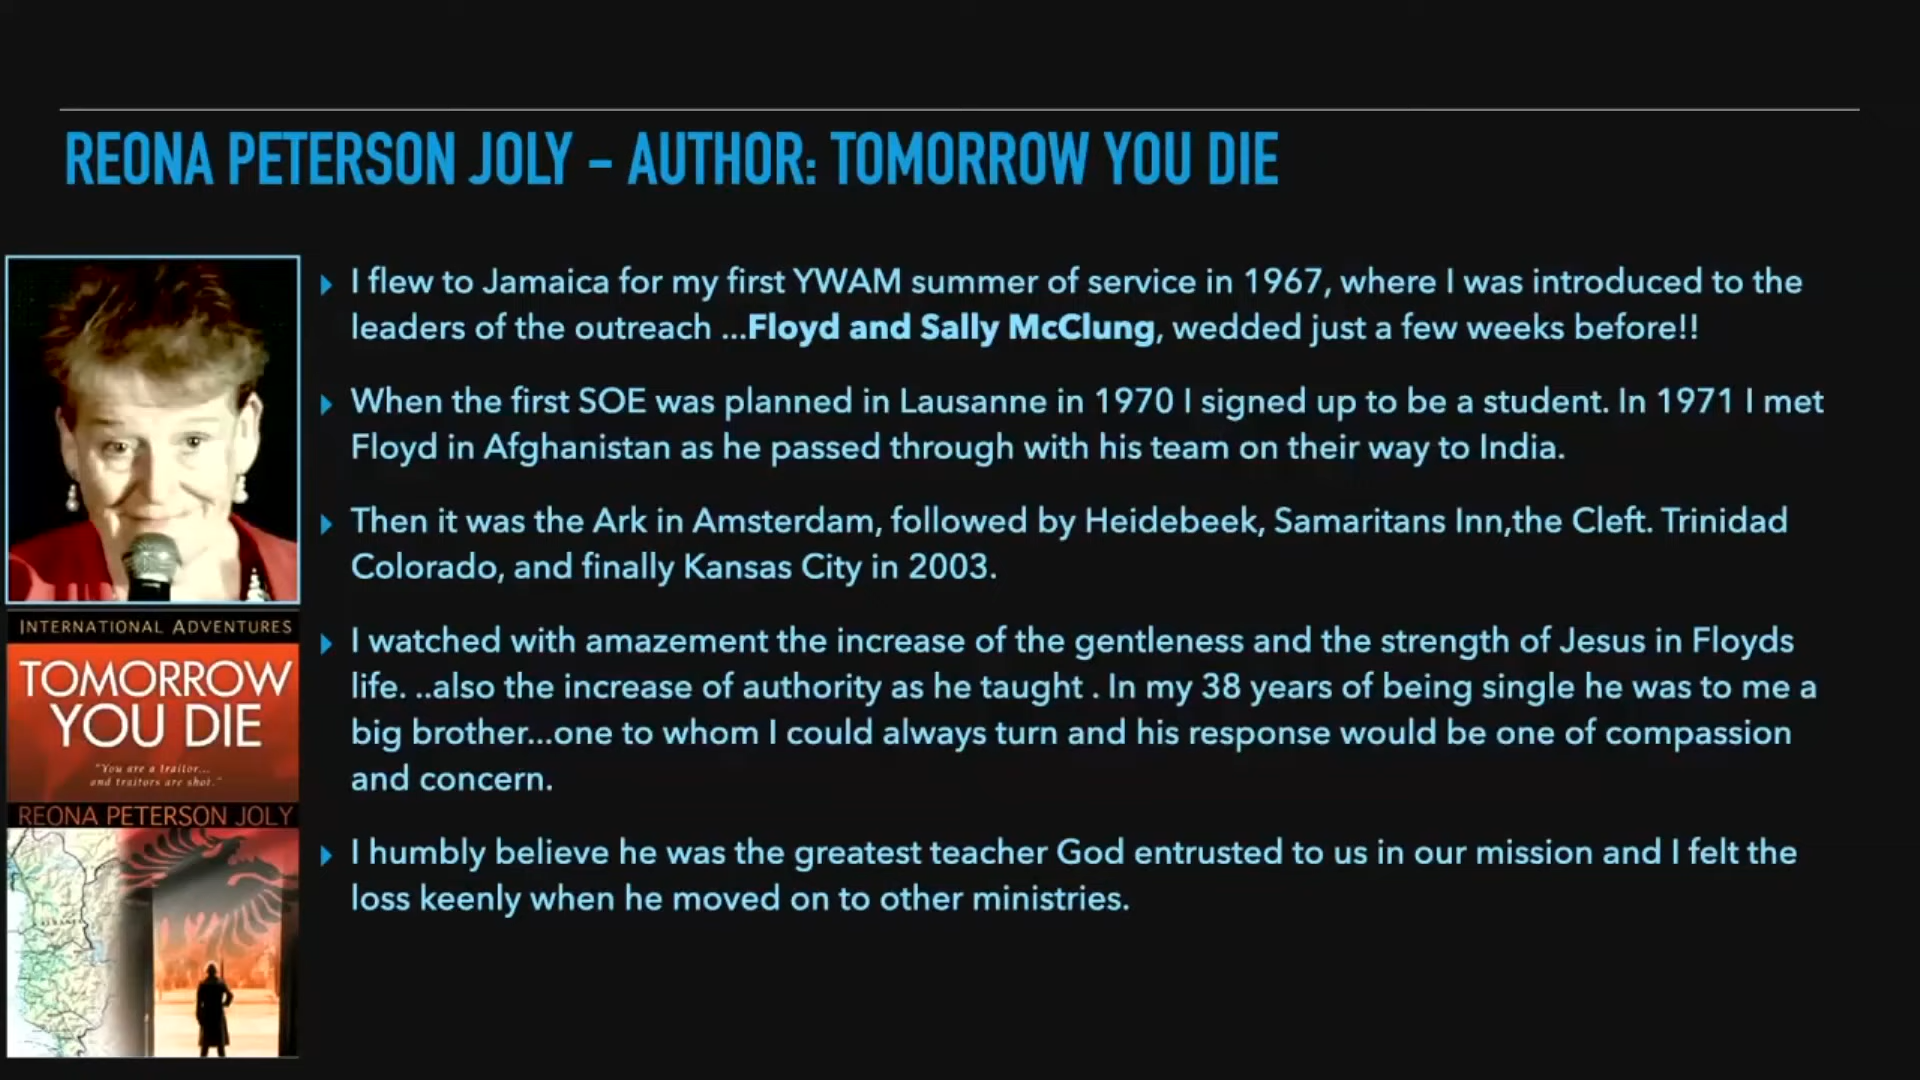 REONA PETERSON JOLY – AUTHOR: TOMORROW YOU DIE
I flew to Jamaica for my first YWAM summer of service in 1967, where I was introduced to the
leaders of the outreach ...Floyd and Sally McClung, wedded just a few weeks before!!
When the first SOE was planned in Lausanne in 1970 I signed up to be a student. In 1971 I met
Floyd in Afghanistan as he passed through with his team on their way to India.
Then it was the Ark in Amsterdam, followed by Heidebeek, Samaritans Inn,the Cleft. Trinidad
Colorado, and finally Kansas City in 2003.
I watched with amazement the increase of the gentleness and the strength of Jesus in Floyds
life. ..also the increase of authority as he taught . In my 38 years of being single he was to me a
big brother...one to whom I could always turn and his response would be one of compassion
and concern.
I humbly believe he was the greatest teacher God entrusted to us in our mission and I felt the
loss keenly when he moved on to other ministries.
INTERNATIONAL ADVENTURES
TOMORROW
YOU DIE
"You are a traitor...
and traitors are shot."
REONA PETERSON JOLY